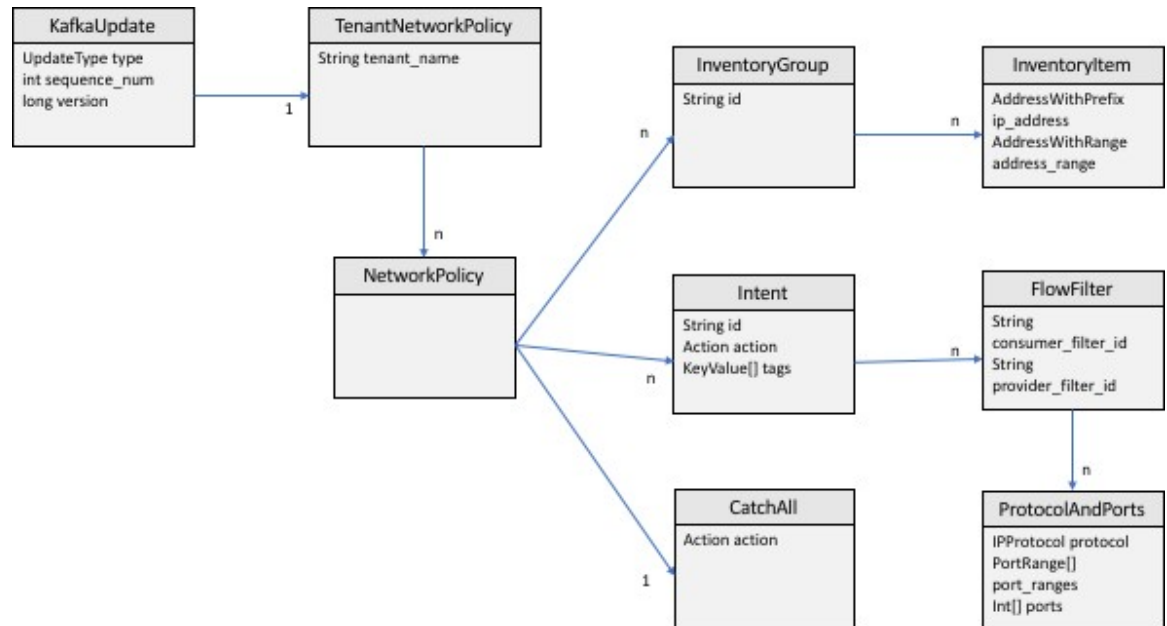 KafkaUpdate
UpdateType type
int sequence_num
long version
1
TenantNetworkPolicy
String tenant_name
n
NetworkPolicy
n
n
1
InventoryGroup
String id
n
InventoryItem
AddressWithPrefix
ip_address
AddressWithRange
address_range
Intent
String id
Action action
KeyValue[] tags
n
FlowFilter
String
consumer_filter_id
String
provider_filter_id
n
CatchAll
Action action
ProtocolAndPorts
IPProtocol protocol
PortRange[]
port_ranges
Int[] ports